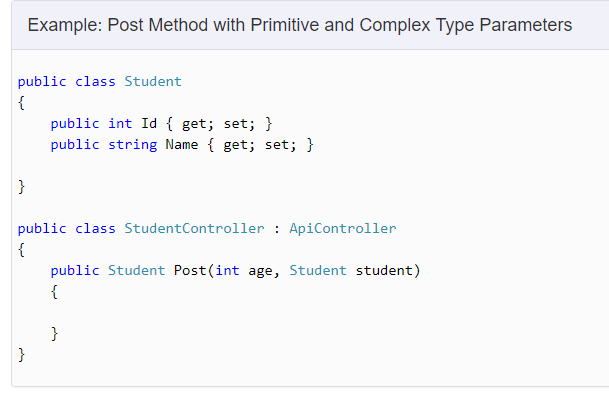 Example: Post Method with Primitive and Complex Type Parameters
public class Student
{
    public int Id { get; set; }
    public string Name { get; set; }
}
public class StudentController : ApiController
{
    public Student Post(int age, Student student)
    {
    }
}